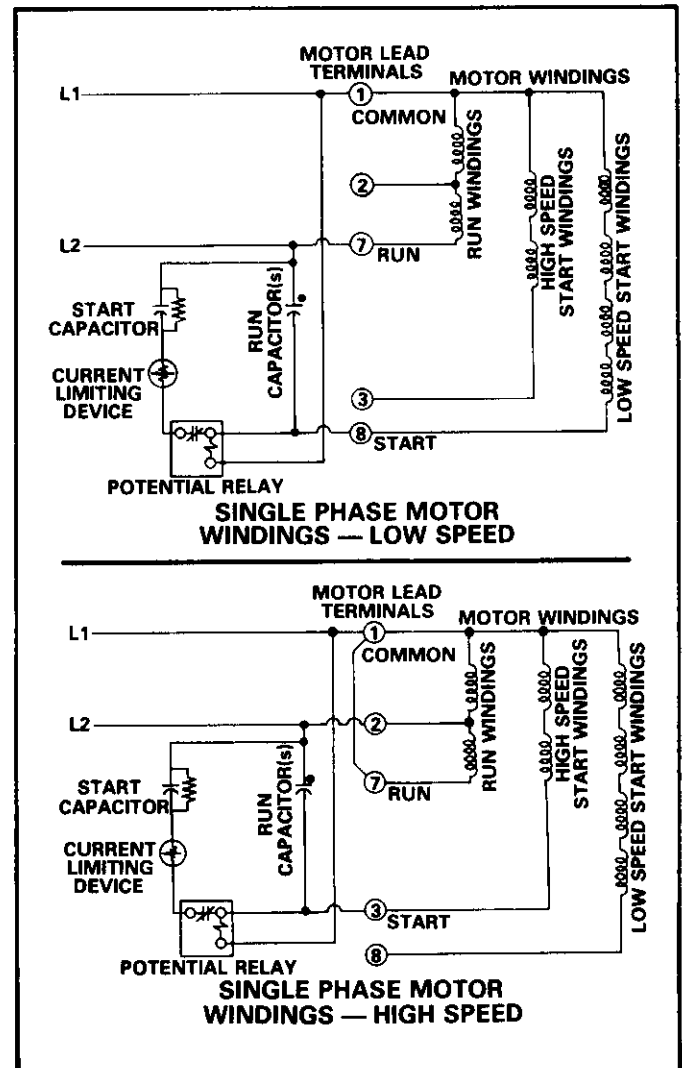 MOTOR LEAD
TERMINALS
MOTOR WINDINGS
L1
1
COMMON
RUN WINDINGS
2
HIGH SPEED
START WINDINGS
LOW SPEED START WINDINGS
L2
7
RUN
START
CAPACITOR
RUN
CAPACITOR(s)
CURRENT
LIMITING
DEVICE
3
8
START
POTENTIAL RELAY
SINGLE PHASE MOTOR
WINDINGS — LOW SPEED
MOTOR LEAD
TERMINALS
MOTOR WINDINGS
L1
1
COMMON
RUN WINDINGS
HIGH SPEED
START WINDINGS
LOW SPEED START WINDINGS
L2
2
7
RUN
START
CAPACITOR
RUN
CAPACITOR(s)
CURRENT
LIMITING
DEVICE
3
START
8
POTENTIAL RELAY
SINGLE PHASE MOTOR
WINDINGS — HIGH SPEED